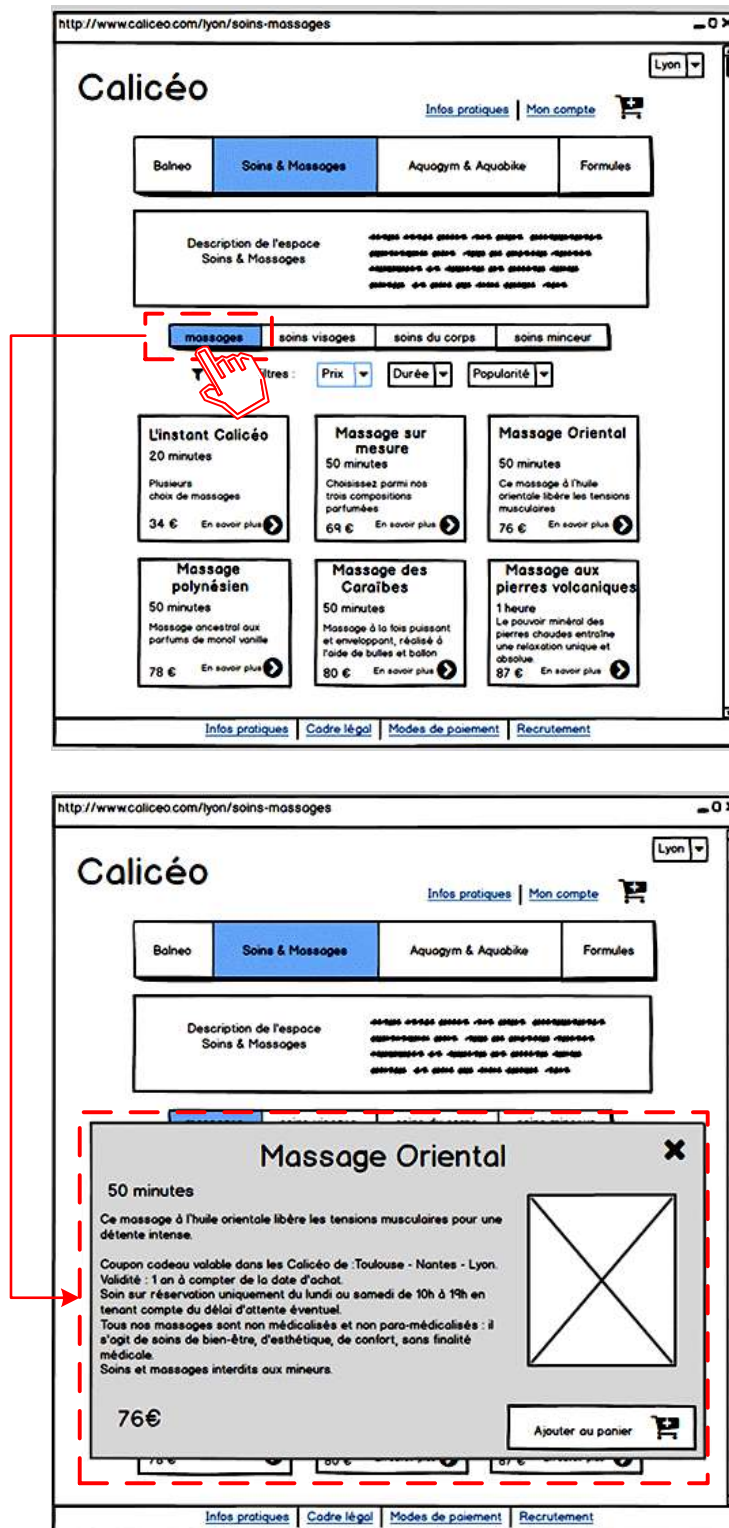 http://www.caliceo.com/lyon/soins-massages
Lyon
Calicéo
Infos pratiques | Mon compte
Balneo
Soins & Massages
Aquagym & Aquabike
Formules
Description de l'espace
Soins & Massages
massages
soins visages
soins du corps
soins minceur
Prix
Durée
Popularité
L'instant Calicéo
20 minutes
Plusieurs
choix de massages
34 €
En savoir plus
Massage sur
mesure
50 minutes
Choisissez parmi nos
trois compositions
parfumées
69 €
En savoir plus
Massage Oriental
50 minutes
Ce massage à l'huile
orientale libère les tensions
musculaires
76 €
En savoir plus
Massage
polynésien
50 minutes
Massage ancestral aux
parfums de monoï vanille
78 €
En savoir plus
Massage des
Caraïbes
50 minutes
Massage à la fois puissant
et enveloppant, réalisé à
l'aide de bulles et ballon
80 €
En savoir plus
Massage aux
pierres volcaniques
1 heure
Le pouvoir minéral des
pierres chaudes entraîne
une relaxation unique et
absolue.
87 €
En savoir plus
Infos pratiques | Cadre légal | Modes de paiement | Recrutement
http://www.caliceo.com/lyon/soins-massages
Lyon
Calicéo
Infos pratiques | Mon compte
Balneo
Soins & Massages
Aquagym & Aquabike
Formules
Description de l'espace
Soins & Massages
Massage Oriental
50 minutes
Ce massage à l'huile orientale libère les tensions musculaires pour une
détente intense.
Coupon cadeau valable dans les Calicéo de :Toulouse - Nantes - Lyon.
Validité : 1 an à compter de la date d'achat.
Soin sur réservation uniquement du lundi au samedi de 10h à 19h en
tenant compte du délai d'attente éventuel.
Tous nos massages sont non médicalisés et non para-médicalisés : il
s'agit de soins de bien-être, d'esthétique, de confort, sans finalité
médicale.
Soins et massages interdits aux mineurs.
76€
Ajouter au panier
Infos pratiques | Cadre légal | Modes de paiement | Recrutement